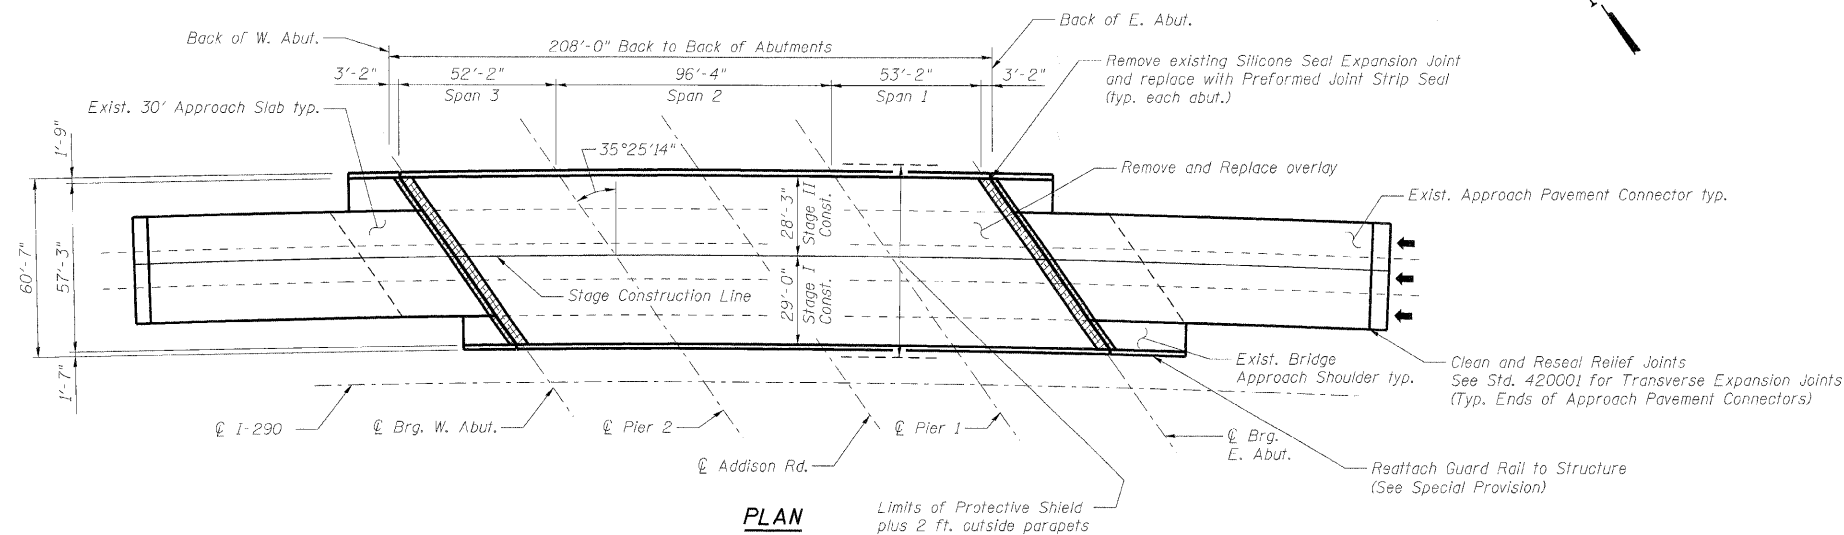 Back of W. Abut.
208'-0" Back to Back of Abutments
Back of E. Abut.
3'-2"
52'-2"
Span 3
96'-4"
Span 2
53'-2"
Span 1
3'-2"
Remove existing Silicone Seal Expansion Joint
and replace with Preformed Joint Strip Seal
(typ. each abut.)
Exist. 30' Approach Slab typ.
1'-9"
35°25'14"
Remove and Replace overlay
Exist. Approach Pavement Connector typ.
60'-7"
57'-3"
28'-3"
Stage II
Const.
29'-0"
Stage I
Const.
Stage Construction Line
1'-7"
Exist. Bridge
Approach Shoulder typ.
Clean and Reseal Relief Joints
See Std. 420001 for Transverse Expansion Joints
(Typ. Ends of Approach Pavement Connectors)
℄ I-290
℄ Brg. W. Abut.
℄ Pier 2
℄ Addison Rd.
℄ Pier 1
℄ Brg.
E. Abut.
Reattach Guard Rail to Structure
(See Special Provision)
Limits of Protective Shield
plus 2 ft. outside parapets
PLAN